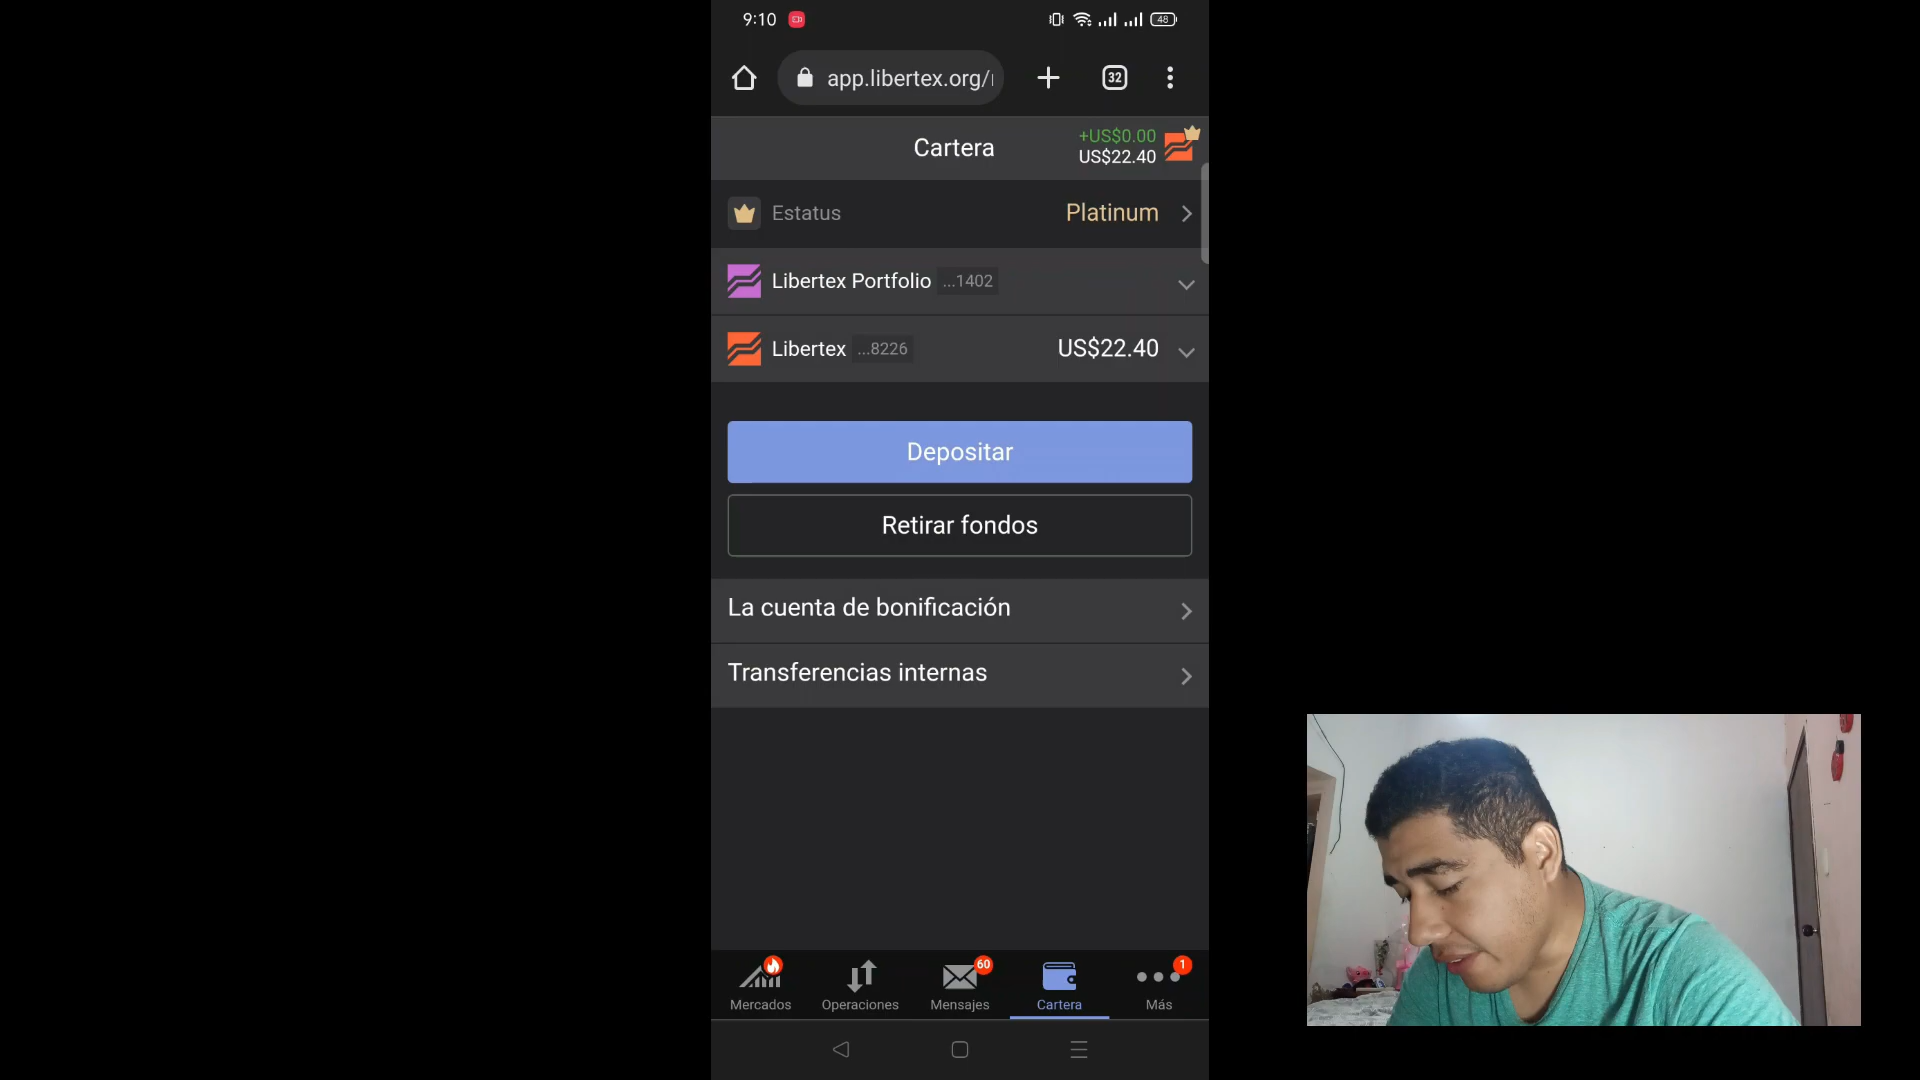 9:10
48
app.libertex.org/
32
Cartera
+US$0.00
US$22.40
Estatus
Platinum
Libertex Portfolio ...1402
Libertex ...8226
US$22.40
Depositar
Retirar fondos
La cuenta de bonificación
Transferencias internas
60
1
Mercados
Operaciones
Mensajes
Cartera
Más